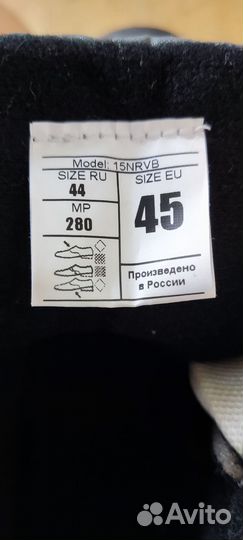 Model: 15NRVB
SIZE RU
44
MP
280
SIZE EU
45
Произведено
в России
Avito